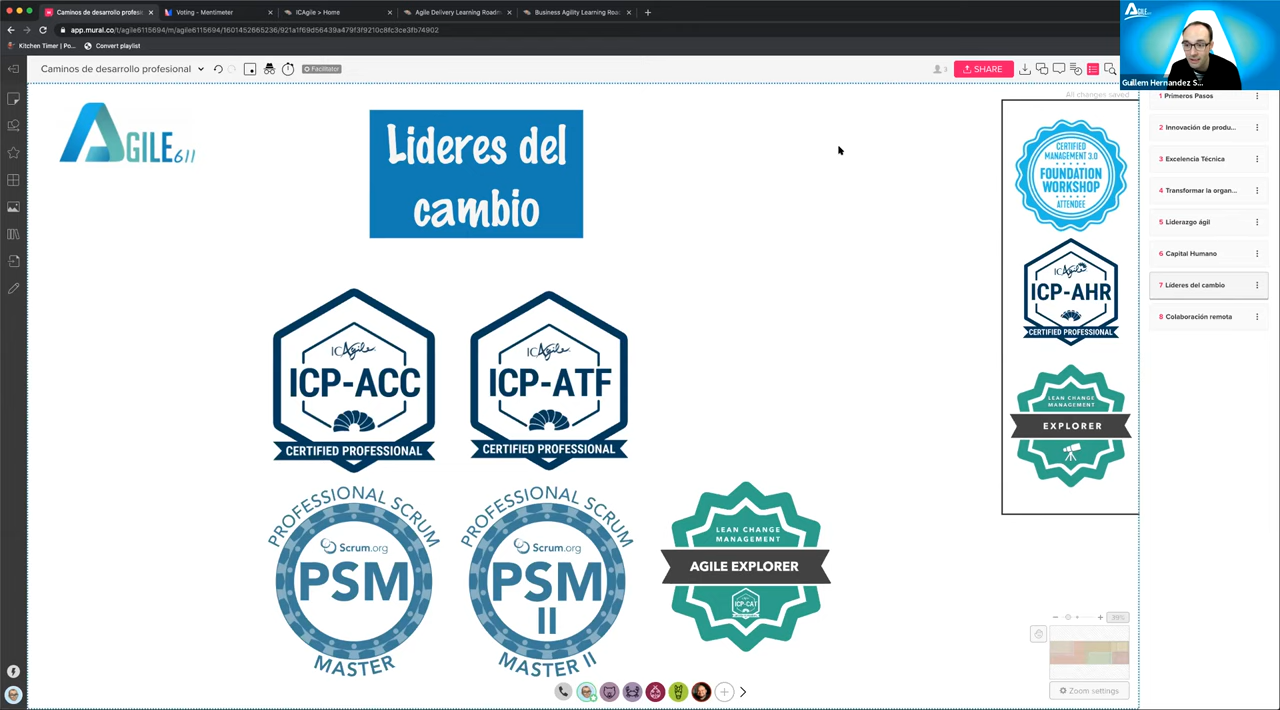 Caminos de desarrollo profesi
Voting - Mentimeter
ICAgile > Home
Agile Delivery Learning Roadm
Business Agility Learning Roa
app.mural.co/t/agile6115694/m/agile6115694/1601452665236/921a1f69d56439a479f3f9210c8fc3ce3fb74902
Kitchen Timer | Po...
Convert playlist
Caminos de desarrollo profesional
Facilitator
3
SHARE
All changes saved
AGILE
Guillem Hernandez S...
AGILE611
Lideres del
cambio
ICAgile
ICP-ACC
CERTIFIED PROFESSIONAL
ICAgile
ICP-ATF
CERTIFIED PROFESSIONAL
PROFESSIONAL SCRUM
Scrum.org
PSM
MASTER
PROFESSIONAL SCRUM
Scrum.org
PSM
II
MASTER II
LEAN CHANGE
MANAGEMENT
AGILE EXPLORER
ICP-CAT
CERTIFIED
MANAGEMENT 3.0
FOUNDATION
WORKSHOP
ATTENDEE
ICAgile
ICP-AHR
CERTIFIED PROFESSIONAL
LEAN CHANGE
MANAGEMENT
EXPLORER
1 Primeros Pasos
2 Innovación de produ...
3 Excelencia Técnica
4 Transformar la organ...
5 Liderazgo ágil
6 Capital Humano
7 Líderes del cambio
8 Colaboración remota
39%
Zoom settings